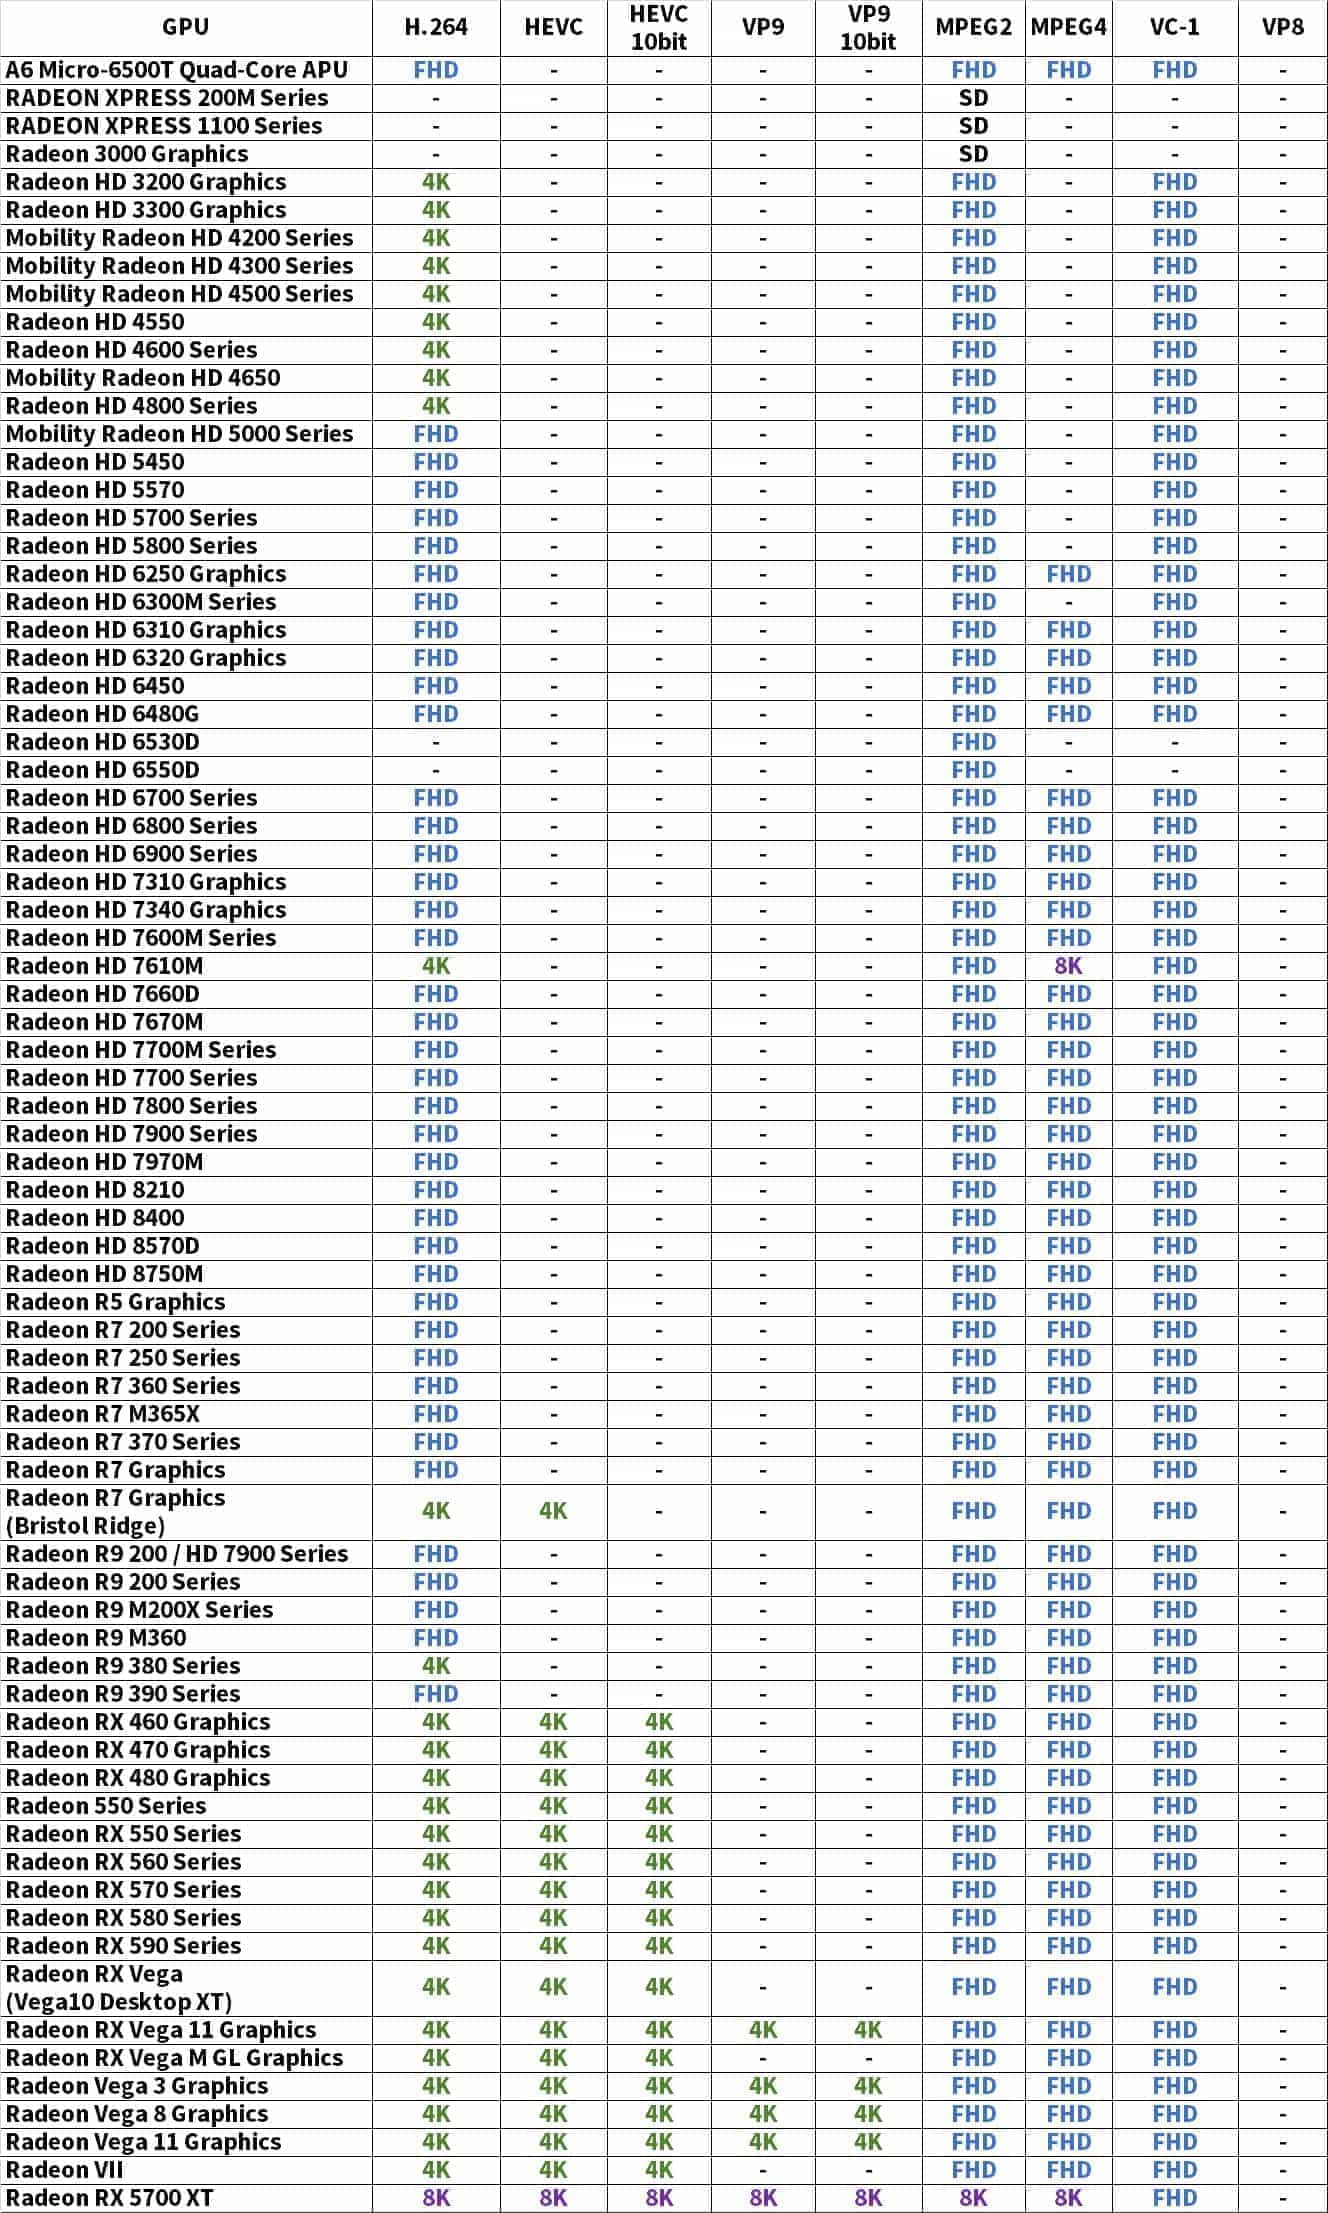 GPU H.264 HEVC HEVC 10bit VP9 VP9 10bit MPEG2 MPEG4 VC-1 VP8
A6 Micro-6500T Quad-Core APU FHD - - - - FHD FHD FHD -
RADEON XPRESS 200M Series - - - - - SD - - -
RADEON XPRESS 1100 Series - - - - - SD - - -
Radeon 3000 Graphics - - - - - SD - - -
Radeon HD 3200 Graphics 4K - - - - FHD - FHD -
Radeon HD 3300 Graphics 4K - - - - FHD - FHD -
Mobility Radeon HD 4200 Series 4K - - - - FHD - FHD -
Mobility Radeon HD 4300 Series 4K - - - - FHD - FHD -
Mobility Radeon HD 4500 Series 4K - - - - FHD - FHD -
Radeon HD 4550 4K - - - - FHD - FHD -
Radeon HD 4600 Series 4K - - - - FHD - FHD -
Mobility Radeon HD 4650 4K - - - - FHD - FHD -
Radeon HD 4800 Series 4K - - - - FHD - FHD -
Mobility Radeon HD 5000 Series FHD - - - - FHD - FHD -
Radeon HD 5450 FHD - - - - FHD - FHD -
Radeon HD 5570 FHD - - - - FHD - FHD -
Radeon HD 5700 Series FHD - - - - FHD - FHD -
Radeon HD 5800 Series FHD - - - - FHD - FHD -
Radeon HD 6250 Graphics FHD - - - - FHD FHD FHD -
Radeon HD 6300M Series FHD - - - - FHD - FHD -
Radeon HD 6310 Graphics FHD - - - - FHD FHD FHD -
Radeon HD 6320 Graphics FHD - - - - FHD FHD FHD -
Radeon HD 6450 FHD - - - - FHD FHD FHD -
Radeon HD 6480G FHD - - - - FHD FHD FHD -
Radeon HD 6530D - - - - - FHD - - -
Radeon HD 6550D - - - - - FHD - - -
Radeon HD 6700 Series FHD - - - - FHD FHD FHD -
Radeon HD 6800 Series FHD - - - - FHD FHD FHD -
Radeon HD 6900 Series FHD - - - - FHD FHD FHD -
Radeon HD 7310 Graphics FHD - - - - FHD FHD FHD -
Radeon HD 7340 Graphics FHD - - - - FHD FHD FHD -
Radeon HD 7600M Series FHD - - - - FHD FHD FHD -
Radeon HD 7610M 4K - - - - FHD 8K FHD -
Radeon HD 7660D FHD - - - - FHD FHD FHD -
Radeon HD 7670M FHD - - - - FHD FHD FHD -
Radeon HD 7700M Series FHD - - - - FHD FHD FHD -
Radeon HD 7700 Series FHD - - - - FHD FHD FHD -
Radeon HD 7800 Series FHD - - - - FHD FHD FHD -
Radeon HD 7900 Series FHD - - - - FHD FHD FHD -
Radeon HD 7970M FHD - - - - FHD FHD FHD -
Radeon HD 8210 FHD - - - - FHD FHD FHD -
Radeon HD 8400 FHD - - - - FHD FHD FHD -
Radeon HD 8570D FHD - - - - FHD FHD FHD -
Radeon HD 8750M FHD - - - - FHD FHD FHD -
Radeon R5 Graphics FHD - - - - FHD FHD FHD -
Radeon R7 200 Series FHD - - - - FHD FHD FHD -
Radeon R7 250 Series FHD - - - - FHD FHD FHD -
Radeon R7 360 Series FHD - - - - FHD FHD FHD -
Radeon R7 M365X FHD - - - - FHD FHD FHD -
Radeon R7 370 Series FHD - - - - FHD FHD FHD -
Radeon R7 Graphics FHD - - - - FHD FHD FHD -
Radeon R7 Graphics
(Bristol Ridge) 4K 4K - - - FHD FHD FHD -
Radeon R9 200 / HD 7900 Series FHD - - - - FHD FHD FHD -
Radeon R9 200 Series FHD - - - - FHD FHD FHD -
Radeon R9 M200X Series FHD - - - - FHD FHD FHD -
Radeon R9 M360 FHD - - - - FHD FHD FHD -
Radeon R9 380 Series 4K - - - - FHD FHD FHD -
Radeon R9 390 Series FHD - - - - FHD FHD FHD -
Radeon RX 460 Graphics 4K 4K 4K - - FHD FHD FHD -
Radeon RX 470 Graphics 4K 4K 4K - - FHD FHD FHD -
Radeon RX 480 Graphics 4K 4K 4K - - FHD FHD FHD -
Radeon 550 Series 4K 4K 4K - - FHD FHD FHD -
Radeon RX 550 Series 4K 4K 4K - - FHD FHD FHD -
Radeon RX 560 Series 4K 4K 4K - - FHD FHD FHD -
Radeon RX 570 Series 4K 4K 4K - - FHD FHD FHD -
Radeon RX 580 Series 4K 4K 4K - - FHD FHD FHD -
Radeon RX 590 Series 4K 4K 4K - - FHD FHD FHD -
Radeon RX Vega
(Vega10 Desktop XT) 4K 4K 4K - - FHD FHD FHD -
Radeon RX Vega 11 Graphics 4K 4K 4K 4K 4K FHD FHD FHD -
Radeon RX Vega M GL Graphics 4K 4K 4K - - FHD FHD FHD -
Radeon Vega 3 Graphics 4K 4K 4K 4K 4K FHD FHD FHD -
Radeon Vega 8 Graphics 4K 4K 4K 4K 4K FHD FHD FHD -
Radeon Vega 11 Graphics 4K 4K 4K 4K 4K FHD FHD FHD -
Radeon VII 4K 4K 4K - - FHD FHD FHD -
Radeon RX 5700 XT 8K 8K 8K 8K 8K 8K 8K FHD -